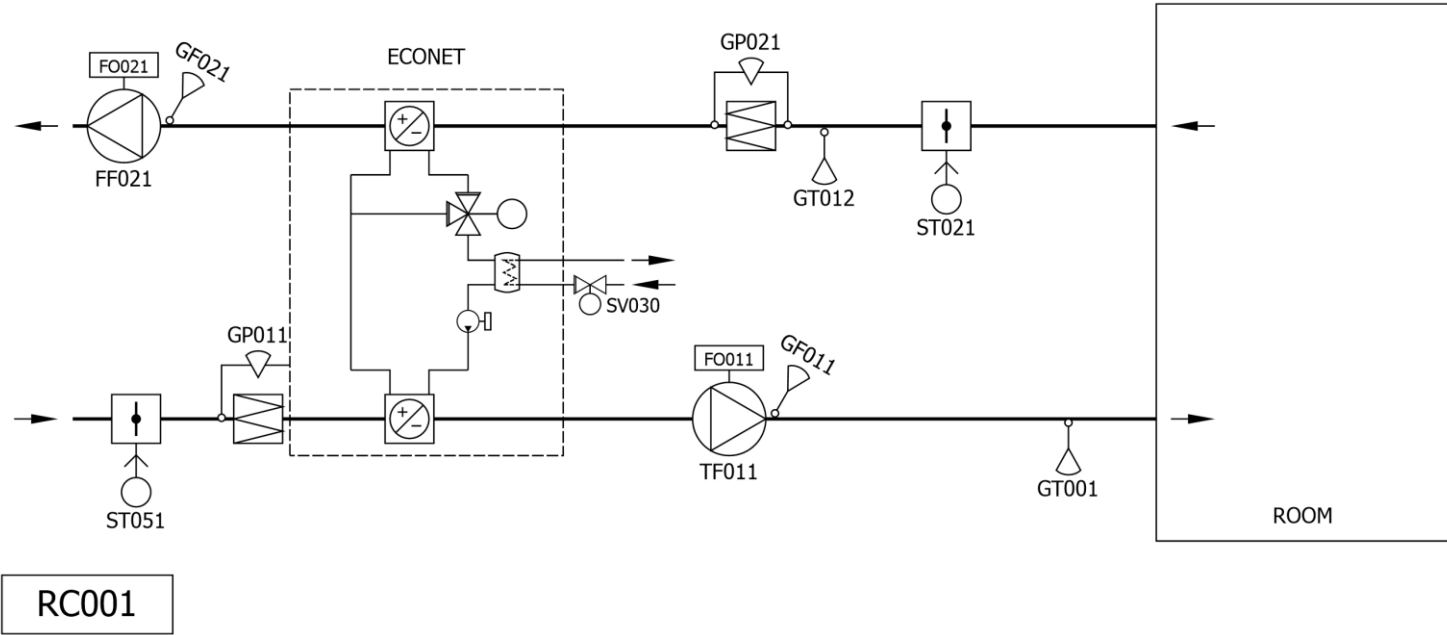 FO021
GF021
ECONET
GP021
FF021
GT012
ST021
SV030
GP011
FO011
GF011
TF011
GT001
ST051
ROOM
RC001